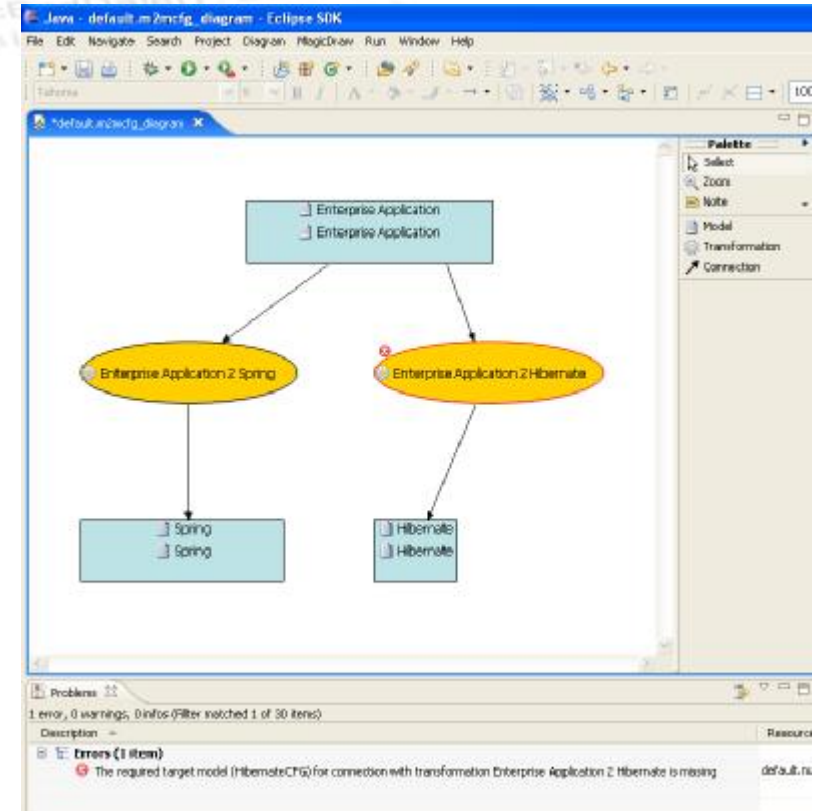 Java - default.m2mcfg_diagram - Eclipse SDK
File Edit Navigate Search Project Diagram MagicDraw Run Window Help
Tahoma
100
*default.m2mcfg_diagram
Palette
Select
Zoom
Note
Model
Transformation
Connection
Enterprise Application
Enterprise Application
Enterprise Application 2 Spring
Enterprise Application 2 Hibernate
Spring
Spring
Hibernate
Hibernate
Problems
1 error, 0 warnings, 0 infos (Filter matched 1 of 30 items)
Description
Resource
Errors (1 item)
The required target model (HibernateCFG) for connection with transformation Enterprise Application 2 Hibernate is missing